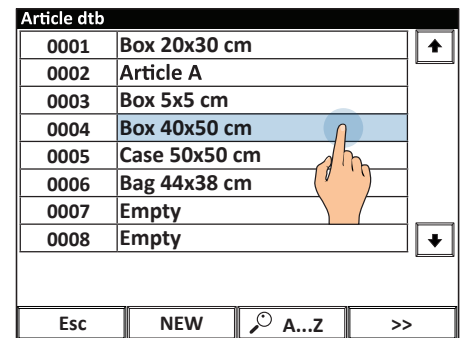 Article dtb
0001 Box 20x30 cm
0002 Article A
0003 Box 5x5 cm
0004 Box 40x50 cm
0005 Case 50x50 cm
0006 Bag 44x38 cm
0007 Empty
0008 Empty
Esc NEW A...Z >>